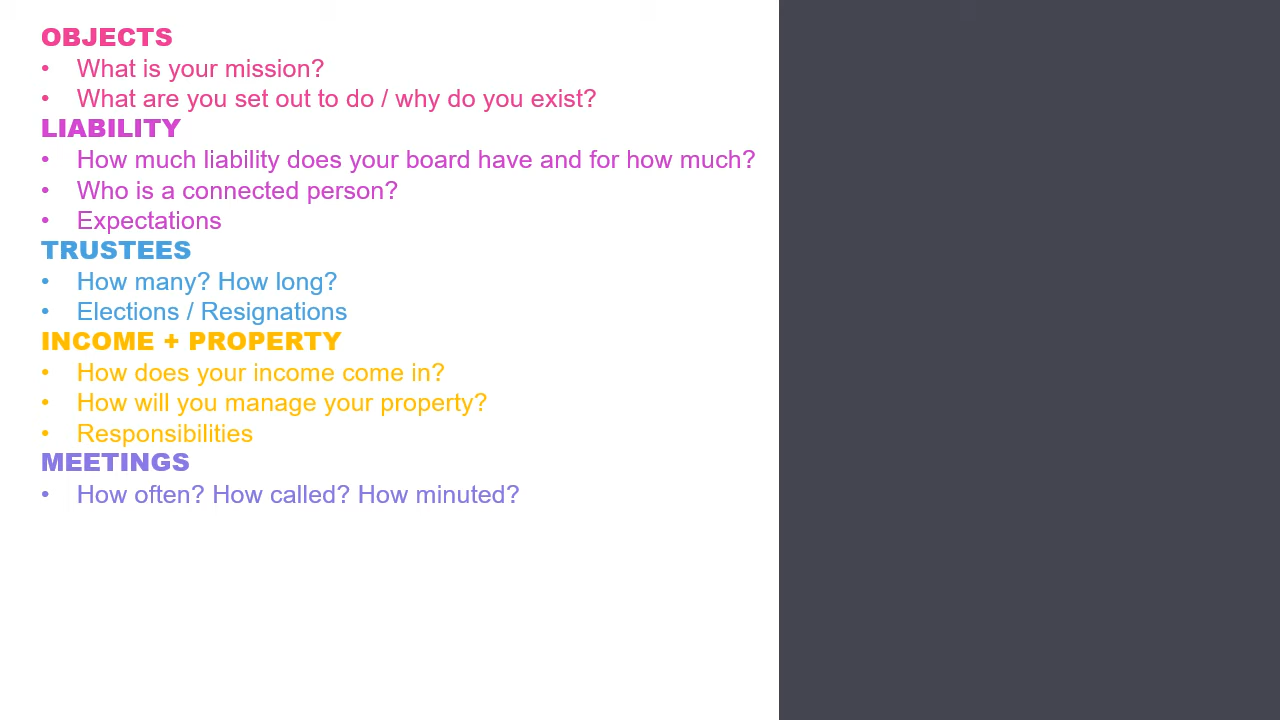 OBJECTS
• What is your mission?
• What are you set out to do / why do you exist?
LIABILITY
• How much liability does your board have and for how much?
• Who is a connected person?
• Expectations
TRUSTEES
• How many? How long?
• Elections / Resignations
INCOME + PROPERTY
• How does your income come in?
• How will you manage your property?
• Responsibilities
MEETINGS
• How often? How called? How minuted?